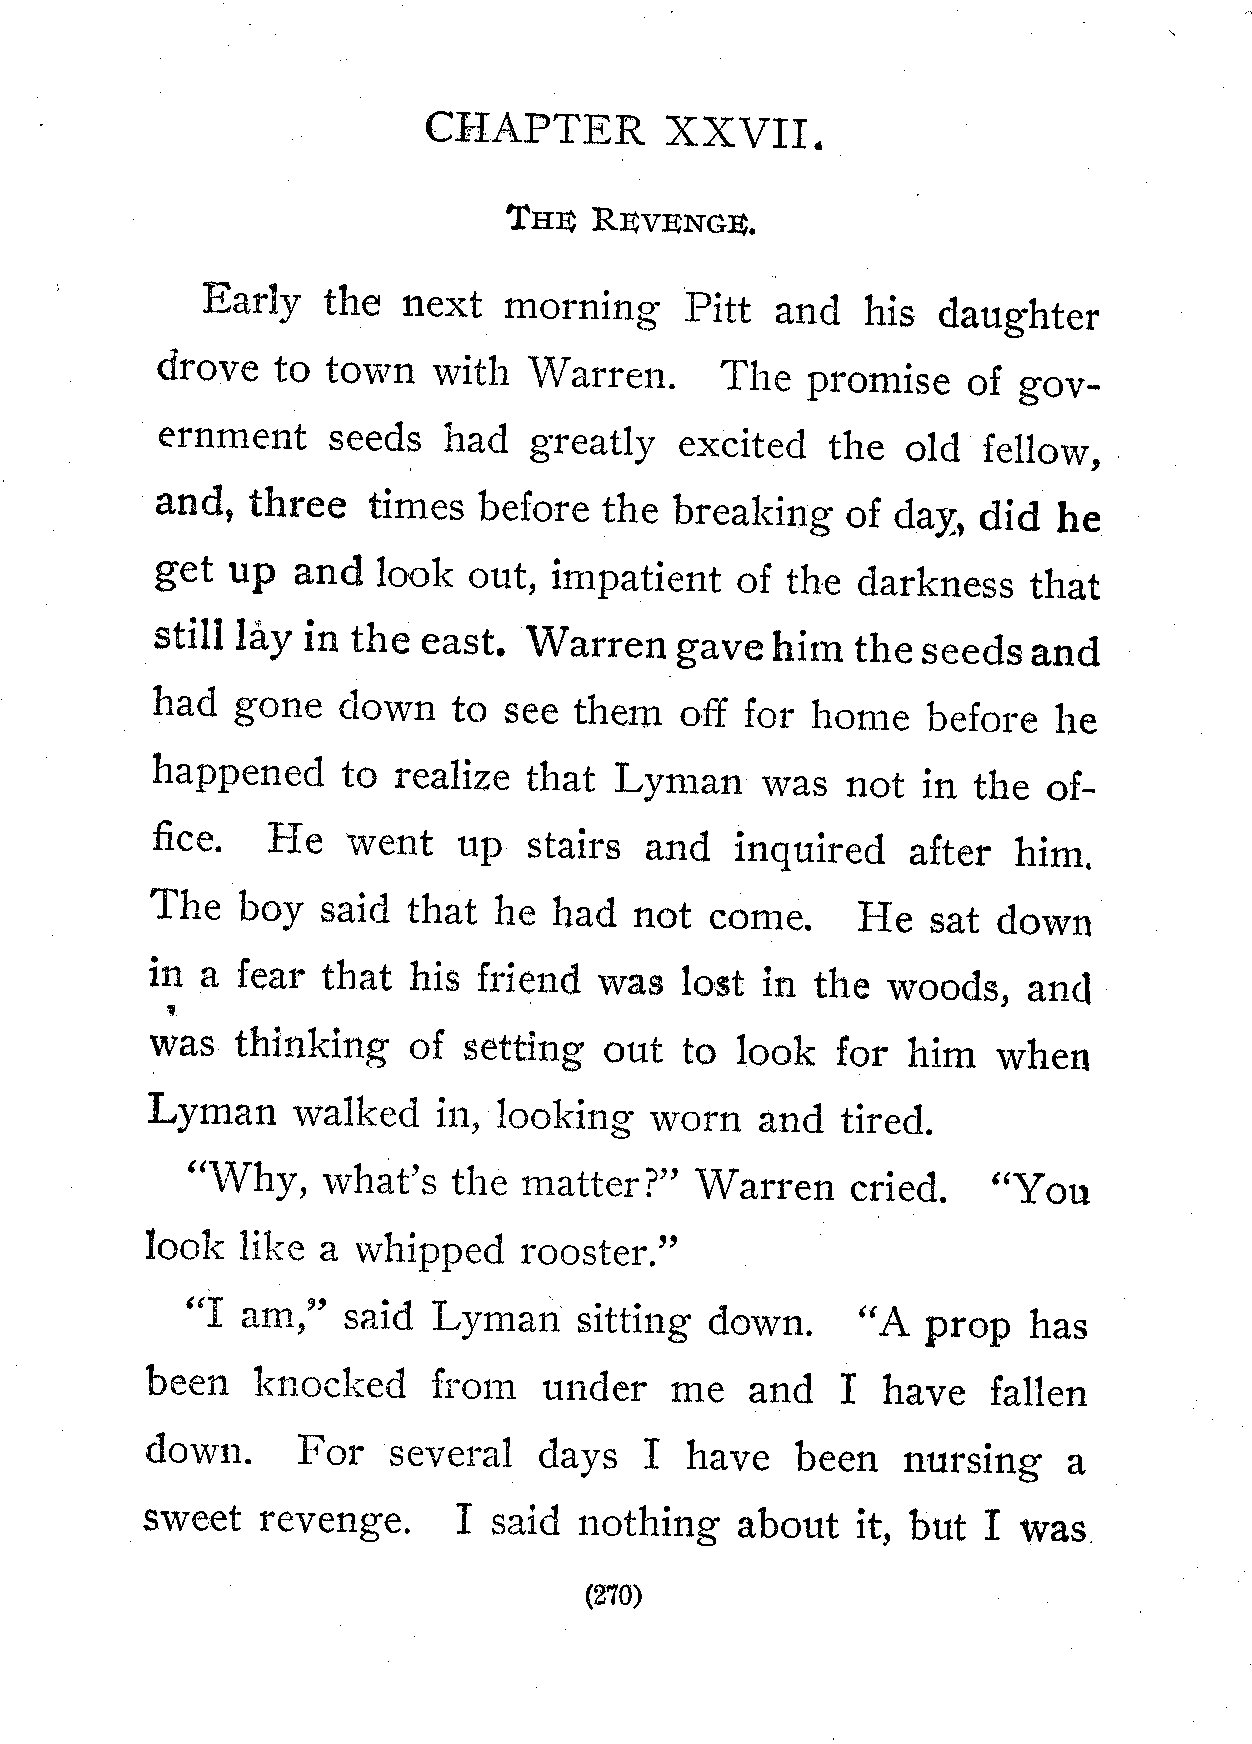 CHAPTER XXVII.
THE REVENGE.
Early the next morning Pitt and his daughter
drove to town with Warren. The promise of gov-
ernment seeds had greatly excited the old fellow,
and, three times before the breaking of day, did he
get up and look out, impatient of the darkness that
still lay in the east. Warren gave him the seeds and
had gone down to see them off for home before he
happened to realize that Lyman was not in the of-
fice. He went up stairs and inquired after him.
The boy said that he had not come. He sat down
in a fear that his friend was lost in the woods, and
was thinking of setting out to look for him when
Lyman walked in, looking worn and tired.
“Why, what’s the matter?” Warren cried. “You
look like a whipped rooster.”
“I am,” said Lyman sitting down. “A prop has
been knocked from under me and I have fallen
down. For several days I have been nursing a
sweet revenge. I said nothing about it, but I was
(270)